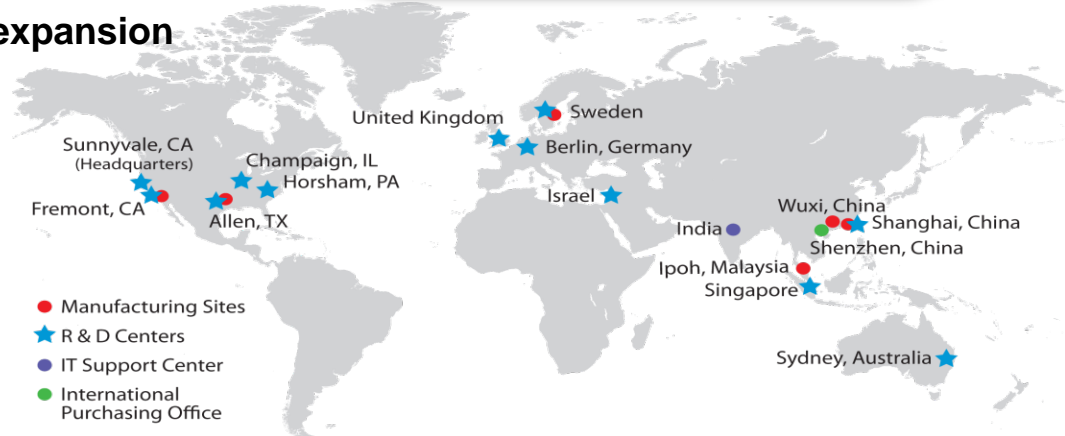 expansion
United Kingdom
Sweden
Berlin, Germany
Sunnyvale, CA
(Headquarters)
Champaign, IL
Horsham, PA
Fremont, CA
Allen, TX
Israel
India
Wuxi, China
Shanghai, China
Shenzhen, China
Ipoh, Malaysia
Singapore
Sydney, Australia
Manufacturing Sites
R & D Centers
IT Support Center
International
Purchasing Office